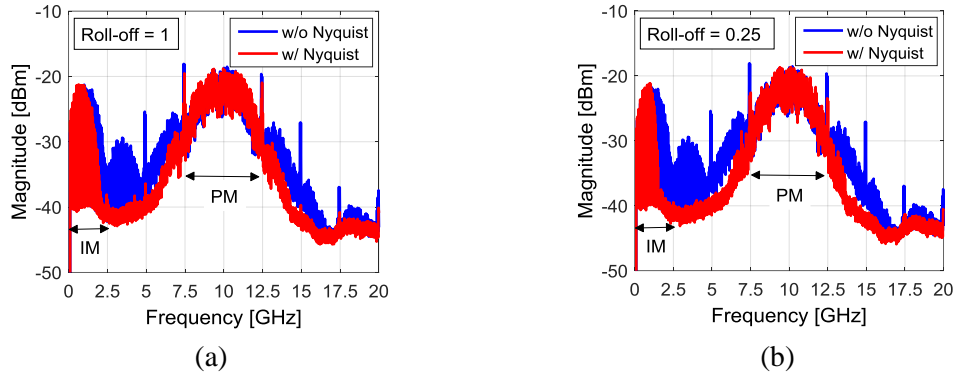 -10
Roll-off = 1
w/o Nyquist
w/ Nyquist
-20
-30
-40
-50
Magnitude [dBm]
PM
IM
0 2.5 5 7.5 10 12.5 15 17.5 20
Frequency [GHz]
(a)
-10
Roll-off = 0.25
w/o Nyquist
w/ Nyquist
-20
-30
-40
-50
Magnitude [dBm]
PM
IM
0 2.5 5 7.5 10 12.5 15 17.5 20
Frequency [GHz]
(b)